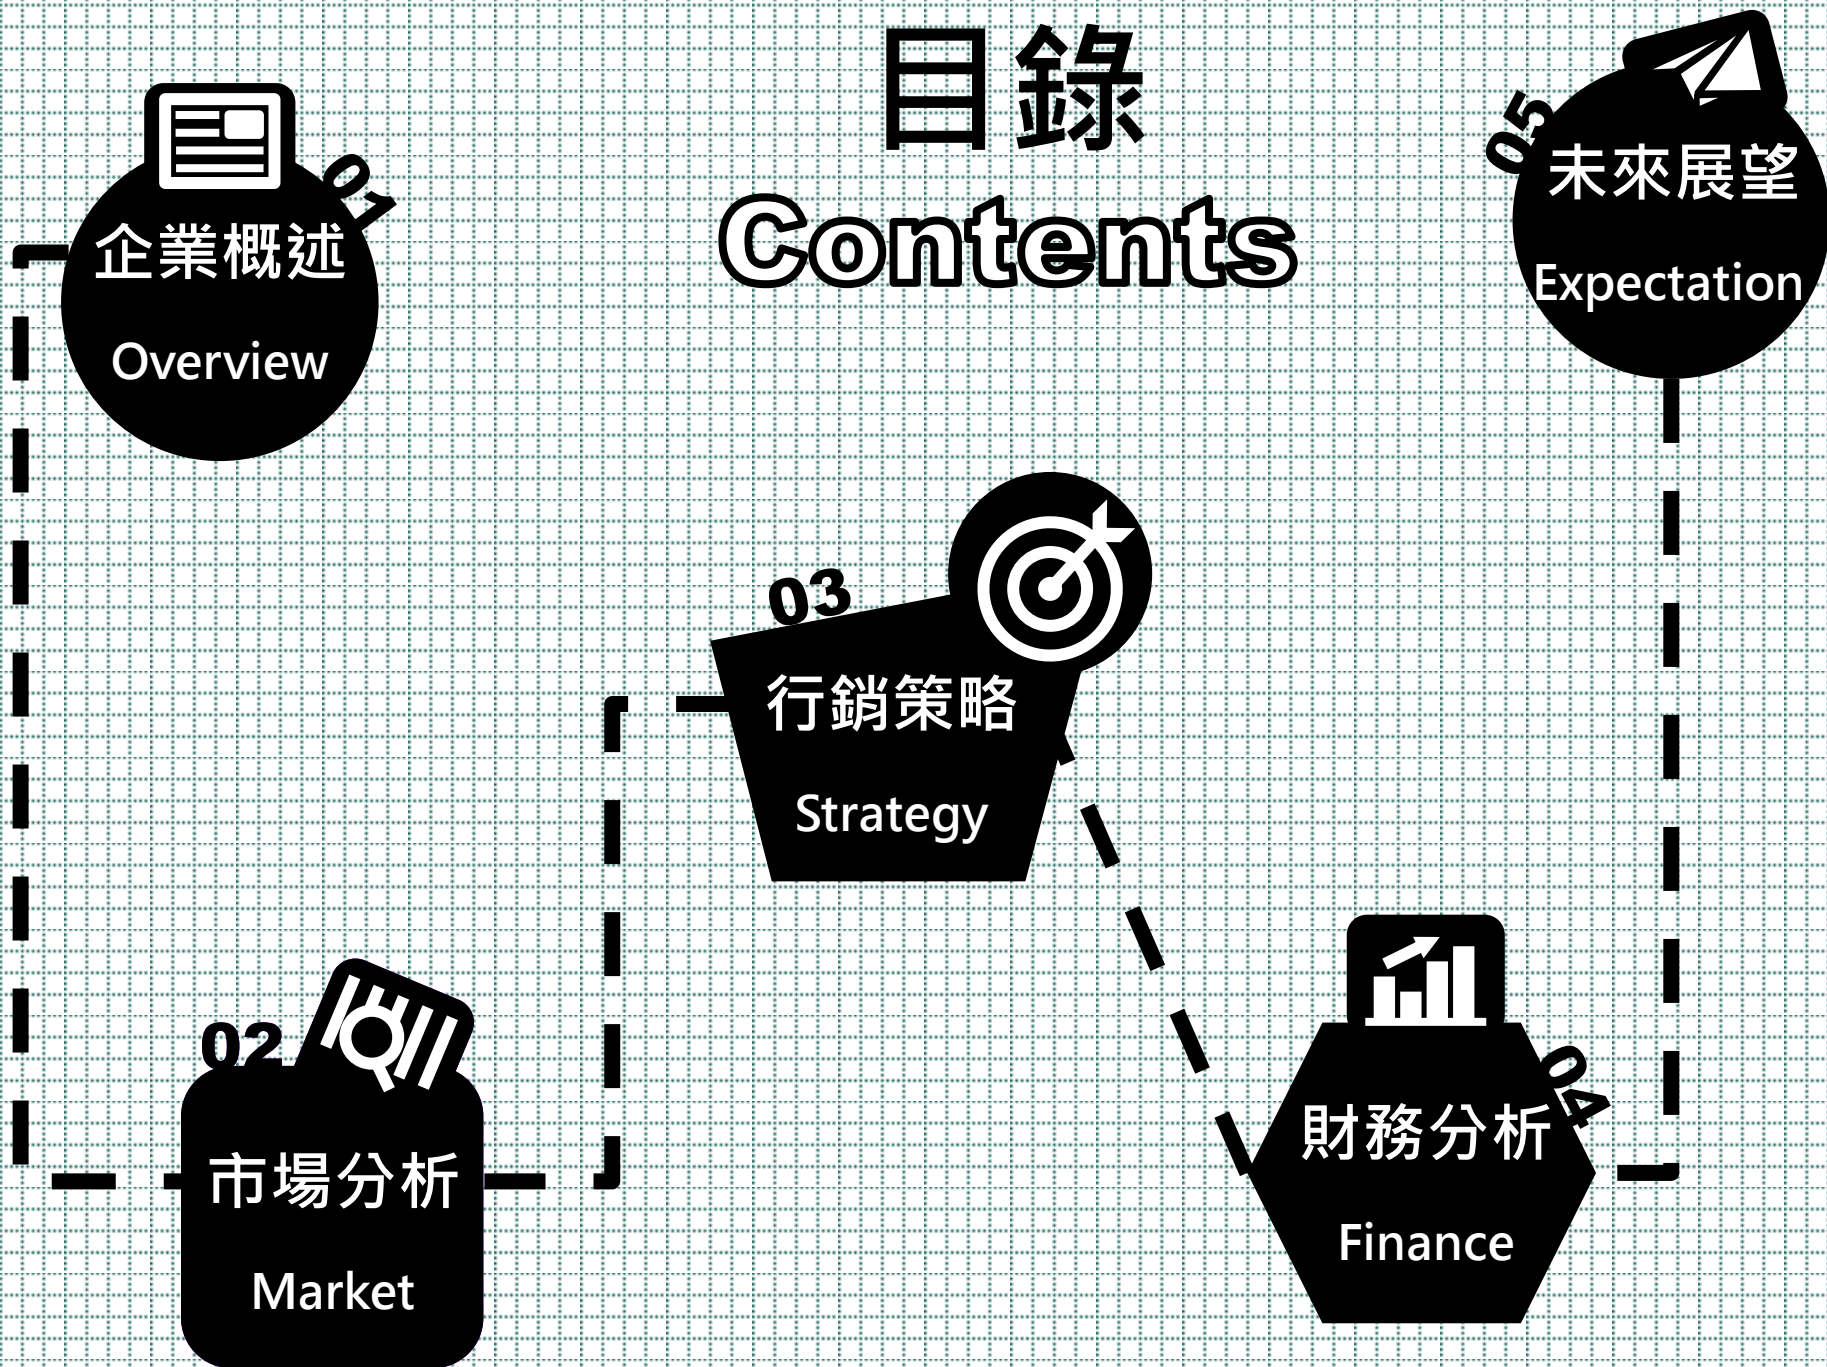 目錄
Contents
01
企業概述
Overview
02
市場分析
Market
03
行銷策略
Strategy
04
財務分析
Finance
05
未來展望
Expectation